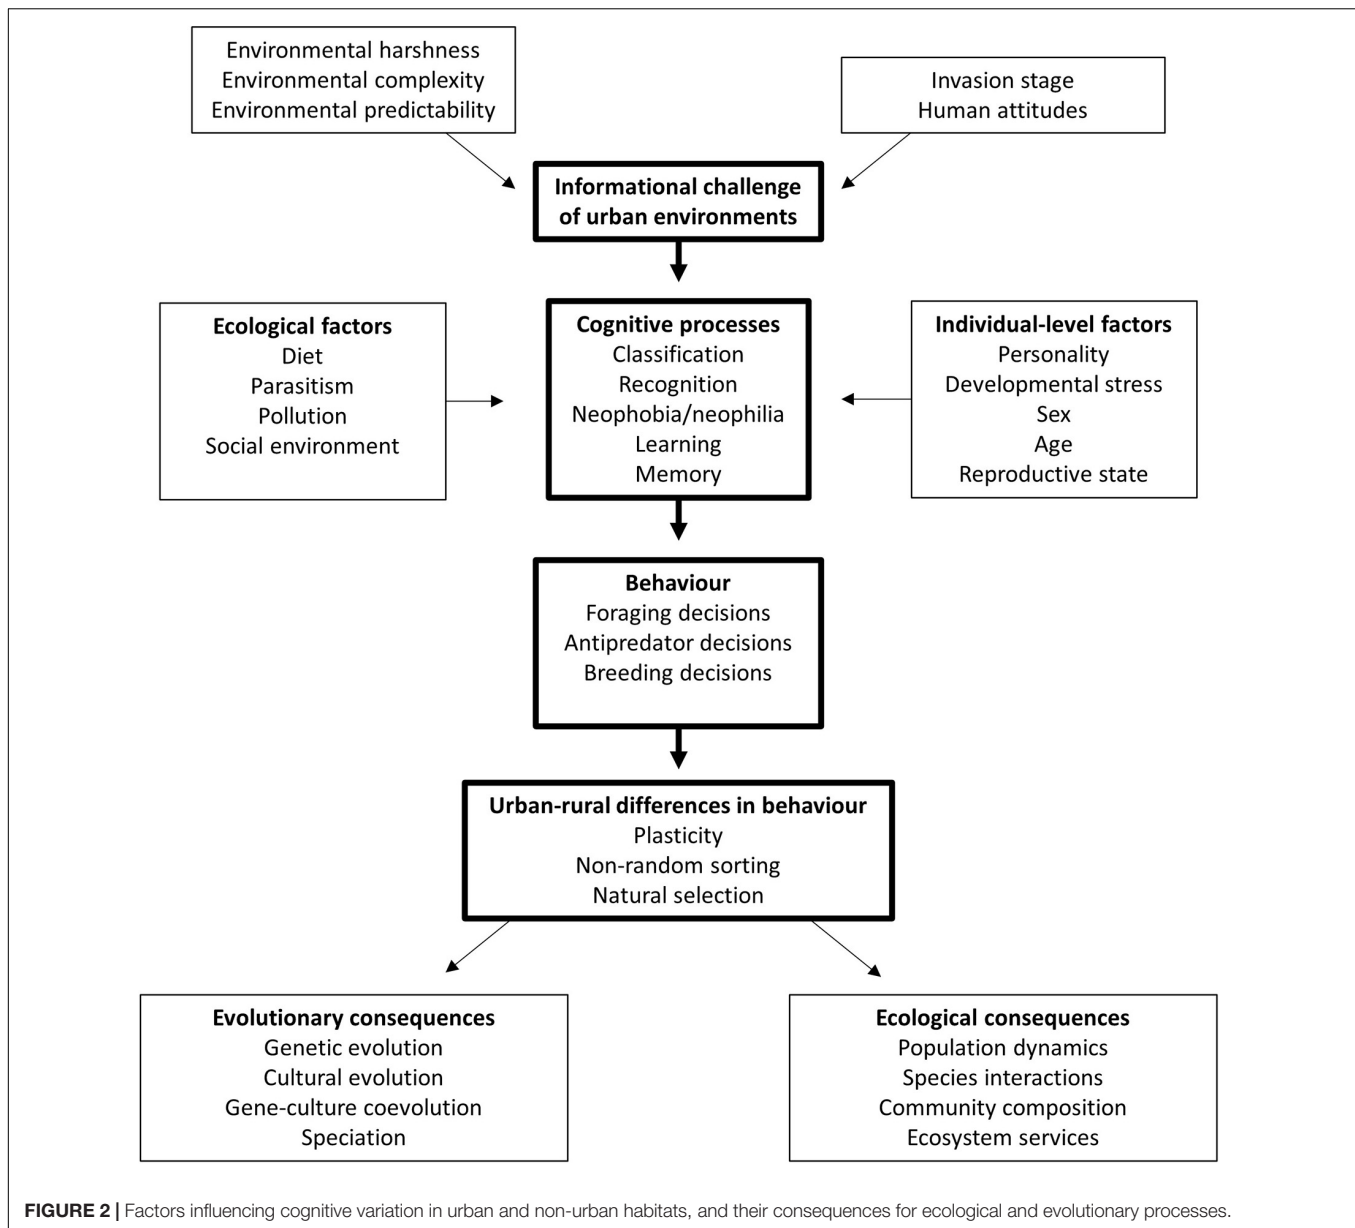 Environmental harshness
Environmental complexity
Environmental predictability
Invasion stage
Human attitudes
Informational challenge
of urban environments
Ecological factors
Diet
Parasitism
Pollution
Social environment
Cognitive processes
Classification
Recognition
Neophobia/neophilia
Learning
Memory
Individual-level factors
Personality
Developmental stress
Sex
Age
Reproductive state
Behaviour
Foraging decisions
Antipredator decisions
Breeding decisions
Urban-rural differences in behaviour
Plasticity
Non-random sorting
Natural selection
Evolutionary consequences
Genetic evolution
Cultural evolution
Gene-culture coevolution
Speciation
Ecological consequences
Population dynamics
Species interactions
Community composition
Ecosystem services
FIGURE 2 | Factors influencing cognitive variation in urban and non-urban habitats, and their consequences for ecological and evolutionary processes.